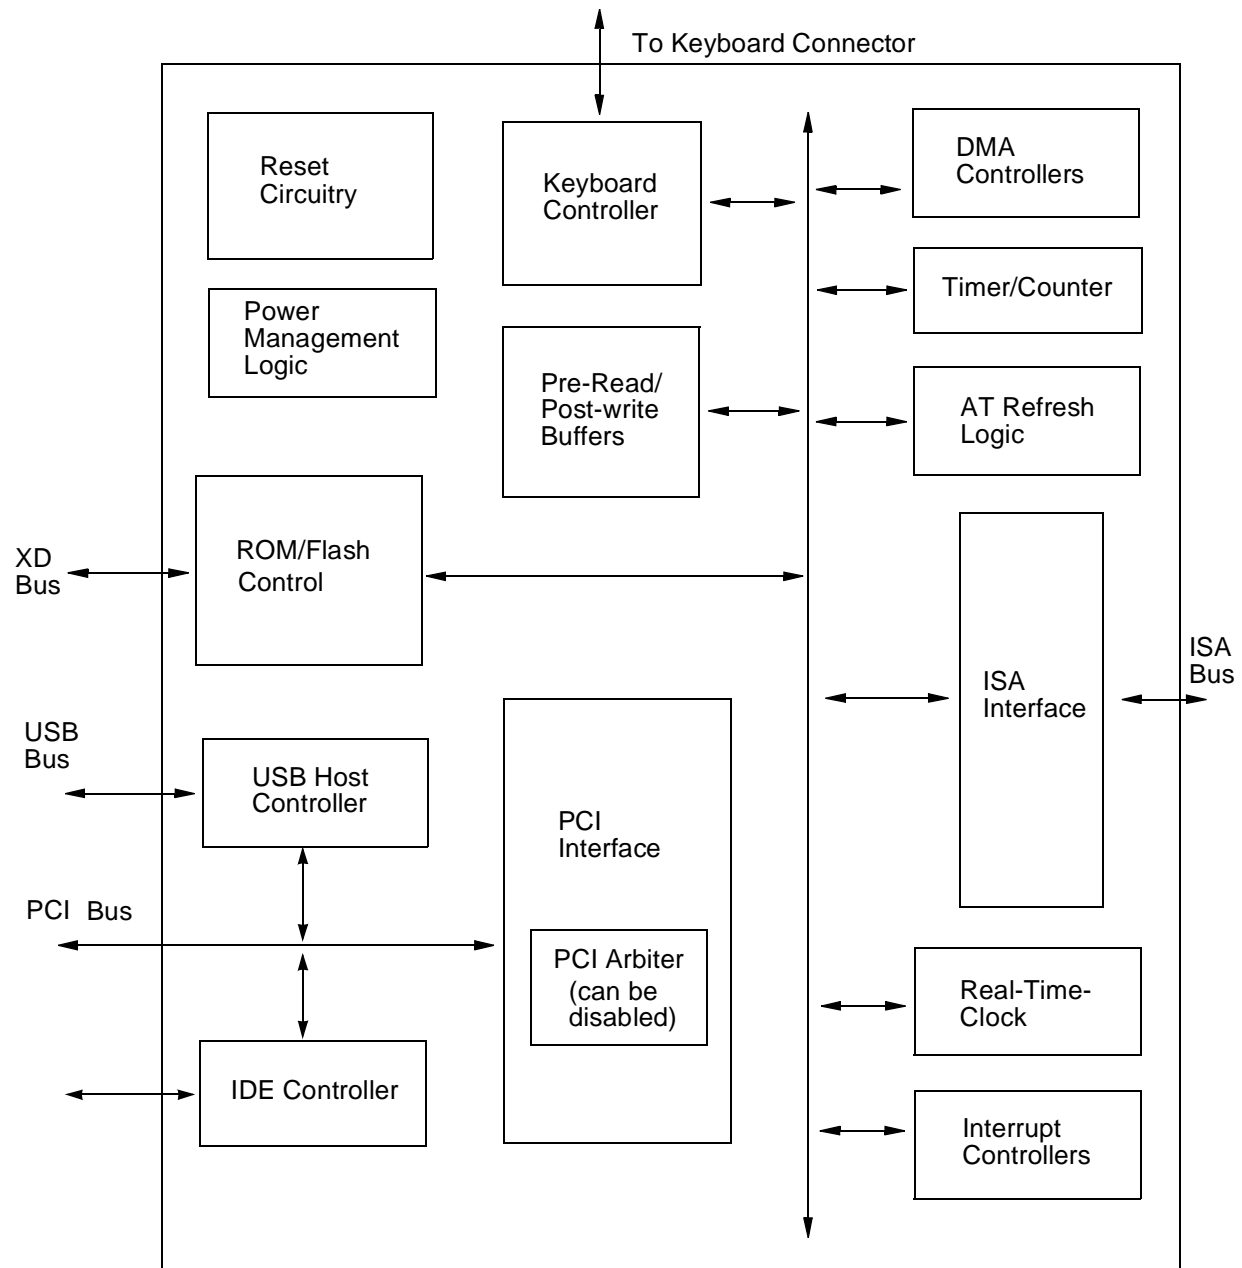 To Keyboard Connector
Reset
Circuitry
Keyboard
Controller
DMA
Controllers
Power
Management
Logic
Timer/Counter
Pre-Read/
Post-write
Buffers
AT Refresh
Logic
XD
Bus
ROM/Flash
Control
ISA
Interface
ISA
Bus
USB
Bus
USB Host
Controller
PCI
Interface
PCI Bus
PCI Arbiter
(can be
disabled)
Real-Time-
Clock
IDE Controller
Interrupt
Controllers